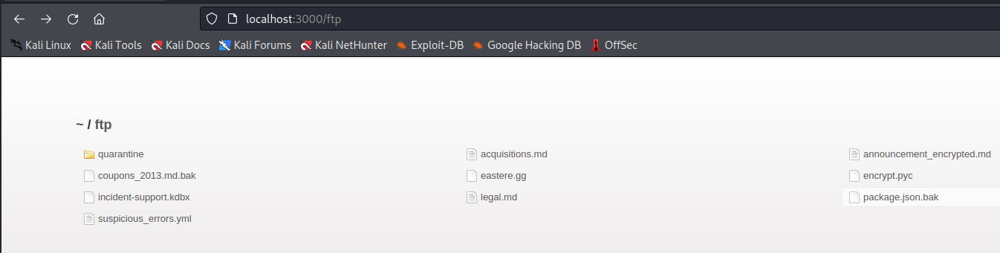 localhost:3000/ftp
Kali Linux Kali Tools Kali Docs Kali Forums Kali NetHunter Exploit-DB Google Hacking DB OffSec
~ / ftp
quarantine acquisitions.md announcement_encrypted.md
coupons_2013.md.bak eastere.gg encrypt.pyc
incident-support.kdbx legal.md package.json.bak
suspicious_errors.yml